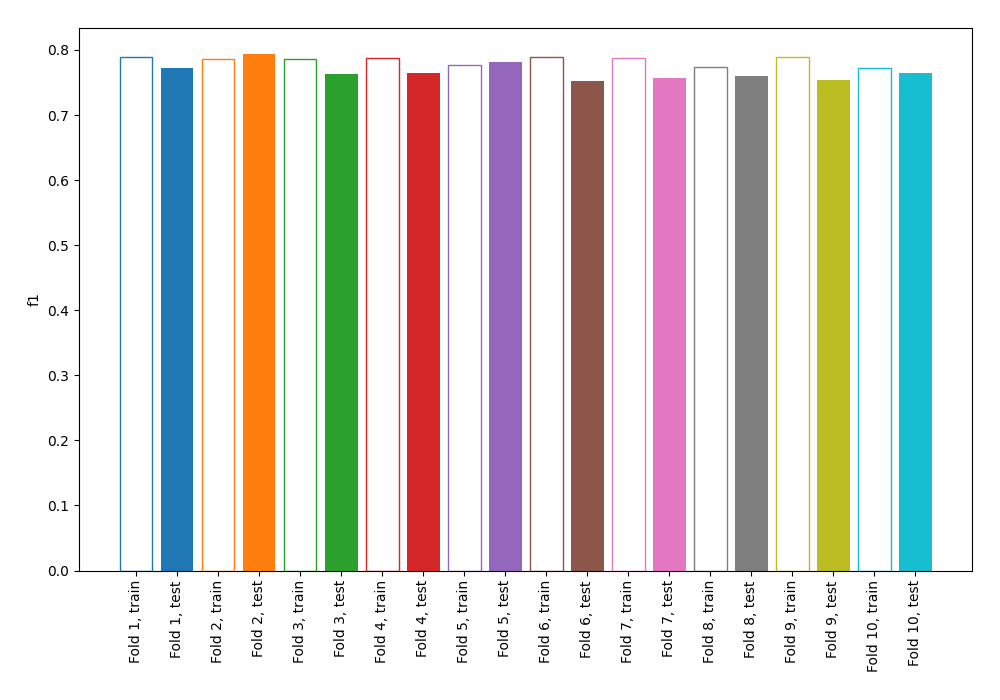 f1
0.8
0.7
0.6
0.5
0.4
0.3
0.2
0.1
0.0
Fold 1, train
Fold 1, test
Fold 2, train
Fold 2, test
Fold 3, train
Fold 3, test
Fold 4, train
Fold 4, test
Fold 5, train
Fold 5, test
Fold 6, train
Fold 6, test
Fold 7, train
Fold 7, test
Fold 8, train
Fold 8, test
Fold 9, train
Fold 9, test
Fold 10, train
Fold 10, test